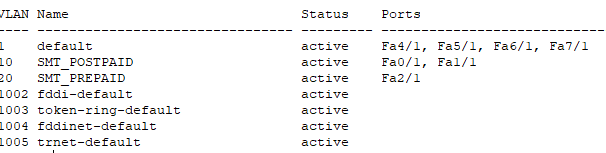 VLAN Name                             Status    Ports
---- -------------------------------- --------- -------------------------------
1    default                          active    Fa4/1, Fa5/1, Fa6/1, Fa7/1
10   SMT_POSTPAID                     active    Fa0/1, Fa1/1
20   SMT_PREPAID                      active    Fa2/1
1002 fddi-default                     active
1003 token-ring-default               active
1004 fddinet-default                  active
1005 trnet-default                    active